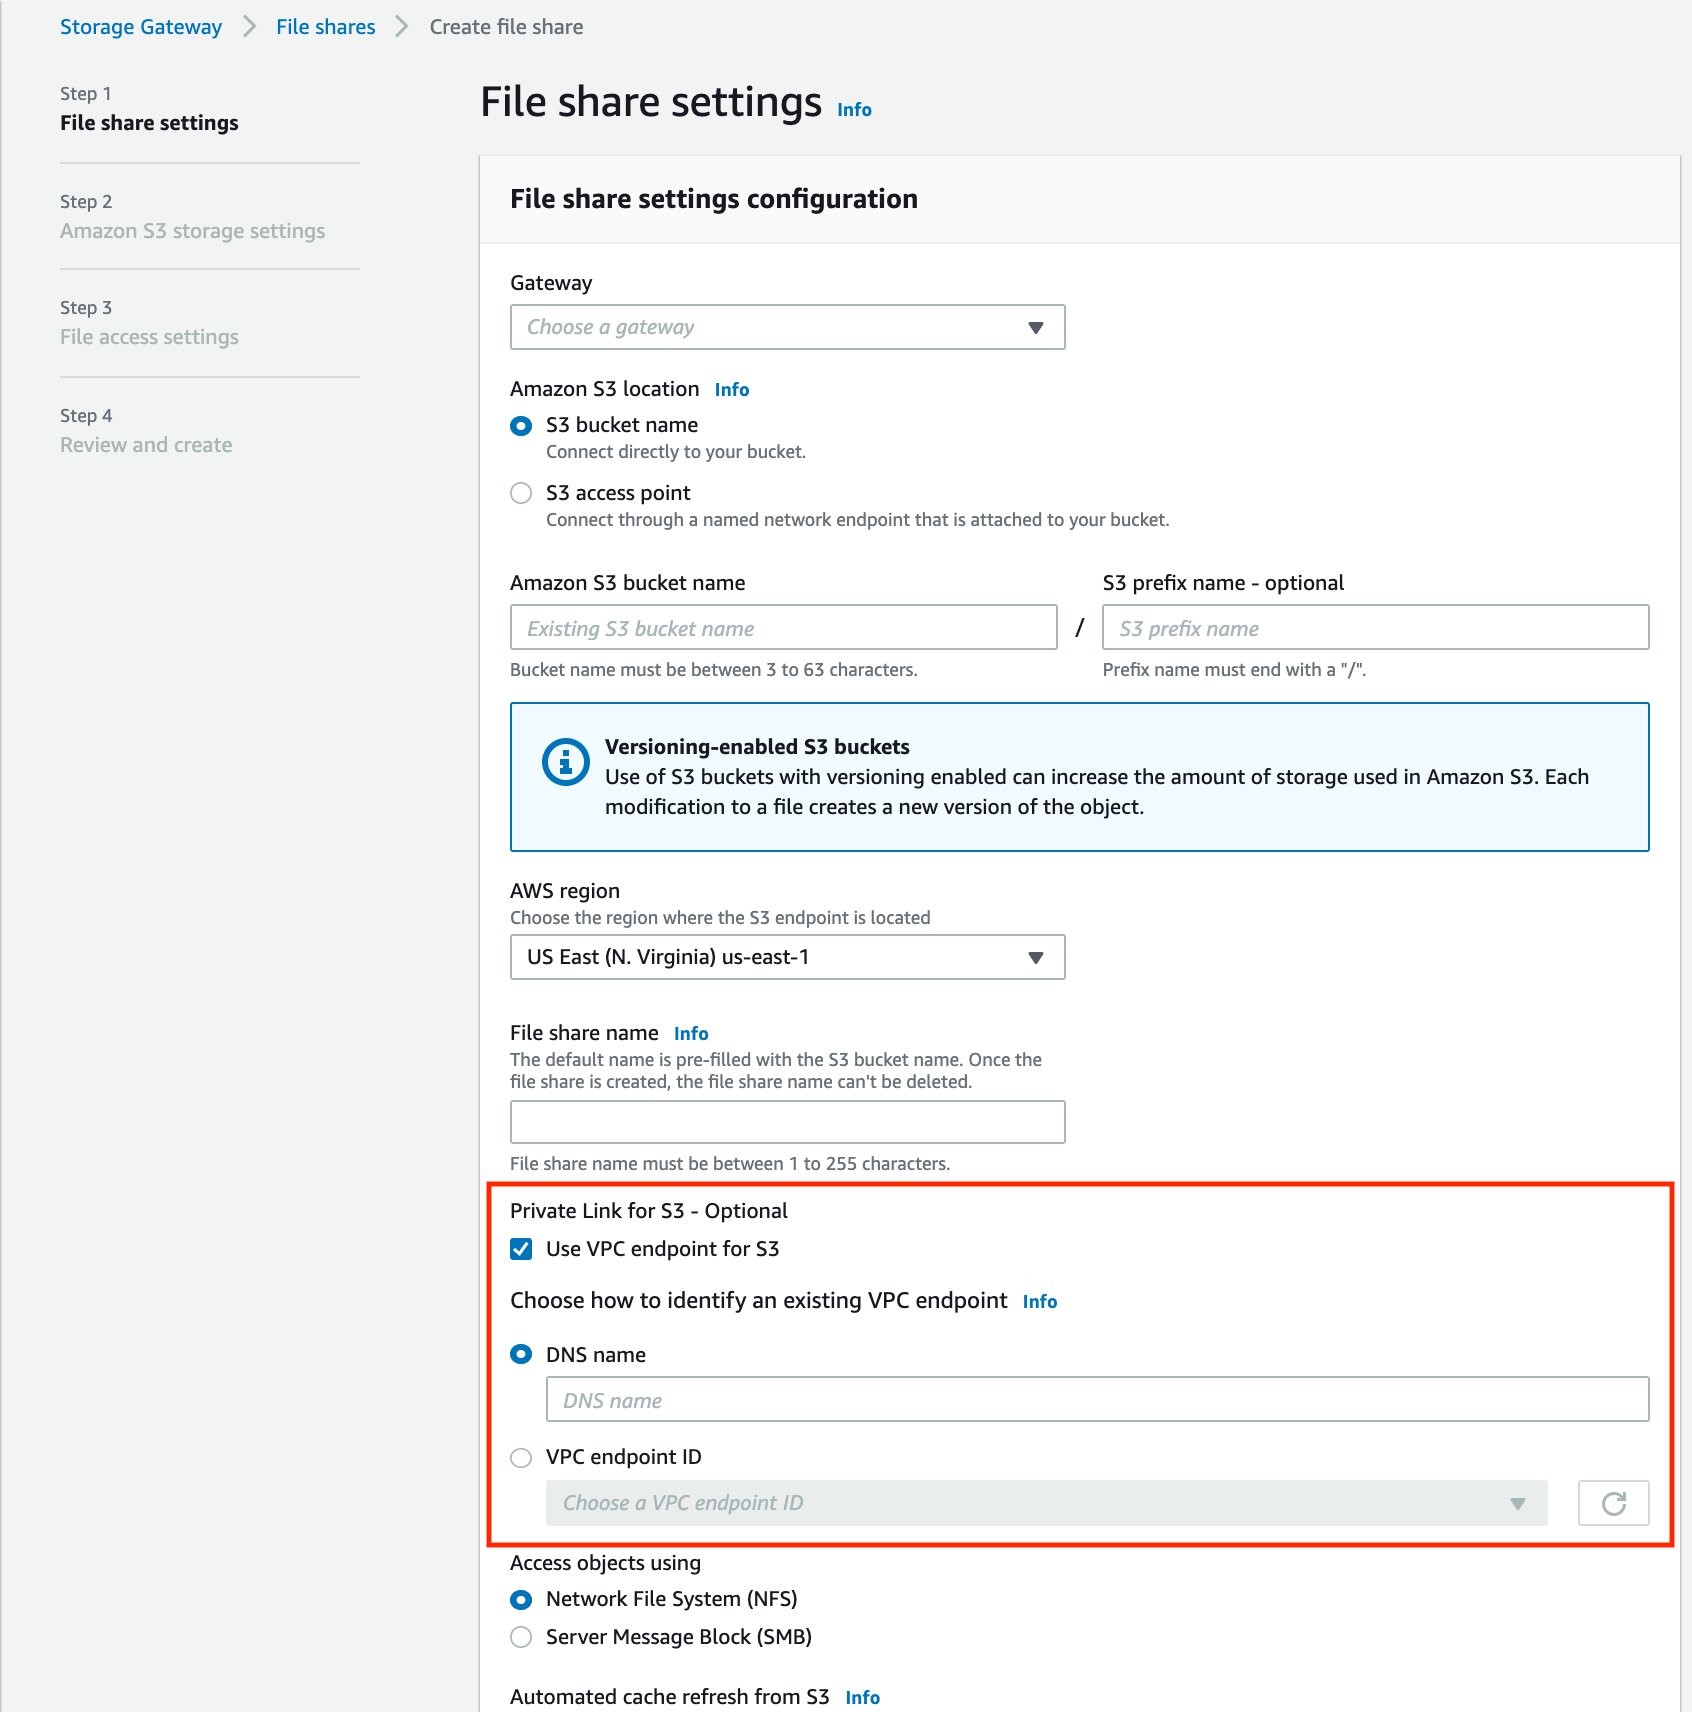 Storage Gateway > File shares > Create file share
Step 1
File share settings
Step 2
Amazon S3 storage settings
Step 3
File access settings
Step 4
Review and create
File share settings Info
File share settings configuration
Gateway
Choose a gateway
Amazon S3 location Info
S3 bucket name
Connect directly to your bucket.
S3 access point
Connect through a named network endpoint that is attached to your bucket.
Amazon S3 bucket name
Existing S3 bucket name
Bucket name must be between 3 to 63 characters.
/
S3 prefix name - optional
S3 prefix name
Prefix name must end with a "/".
Versioning-enabled S3 buckets
Use of S3 buckets with versioning enabled can increase the amount of storage used in Amazon S3. Each
modification to a file creates a new version of the object.
AWS region
Choose the region where the S3 endpoint is located
US East (N. Virginia) us-east-1
File share name Info
The default name is pre-filled with the S3 bucket name. Once the
file share is created, the file share name can't be deleted.
File share name must be between 1 to 255 characters.
Private Link for S3 - Optional
Use VPC endpoint for S3
Choose how to identify an existing VPC endpoint Info
DNS name
DNS name
VPC endpoint ID
Choose a VPC endpoint ID
Access objects using
Network File System (NFS)
Server Message Block (SMB)
Automated cache refresh from S3 Info